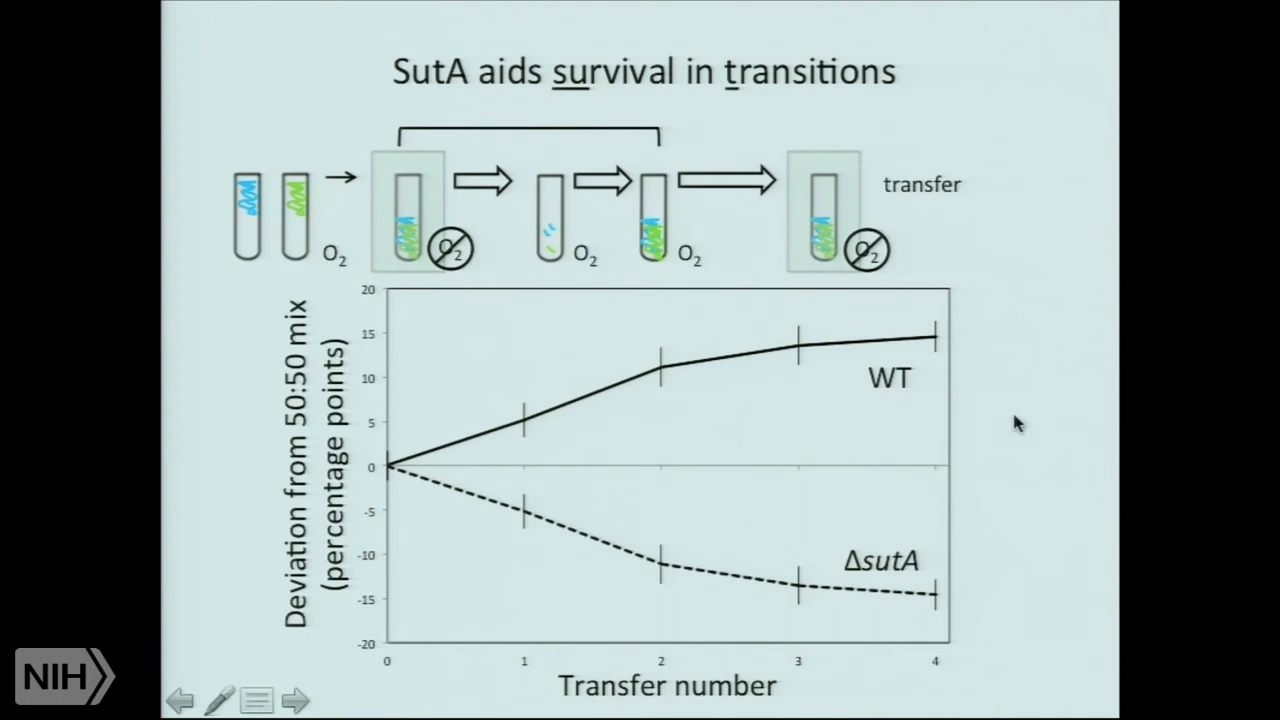 SutA aids survival in transitions
transfer
O2
O2
O2
O2
O2
Deviation from 50:50 mix
(percentage points)
20
15
10
5
0
-5
-10
-15
-20
WT
ΔsutA
0 1 2 3 4
Transfer number
NIH